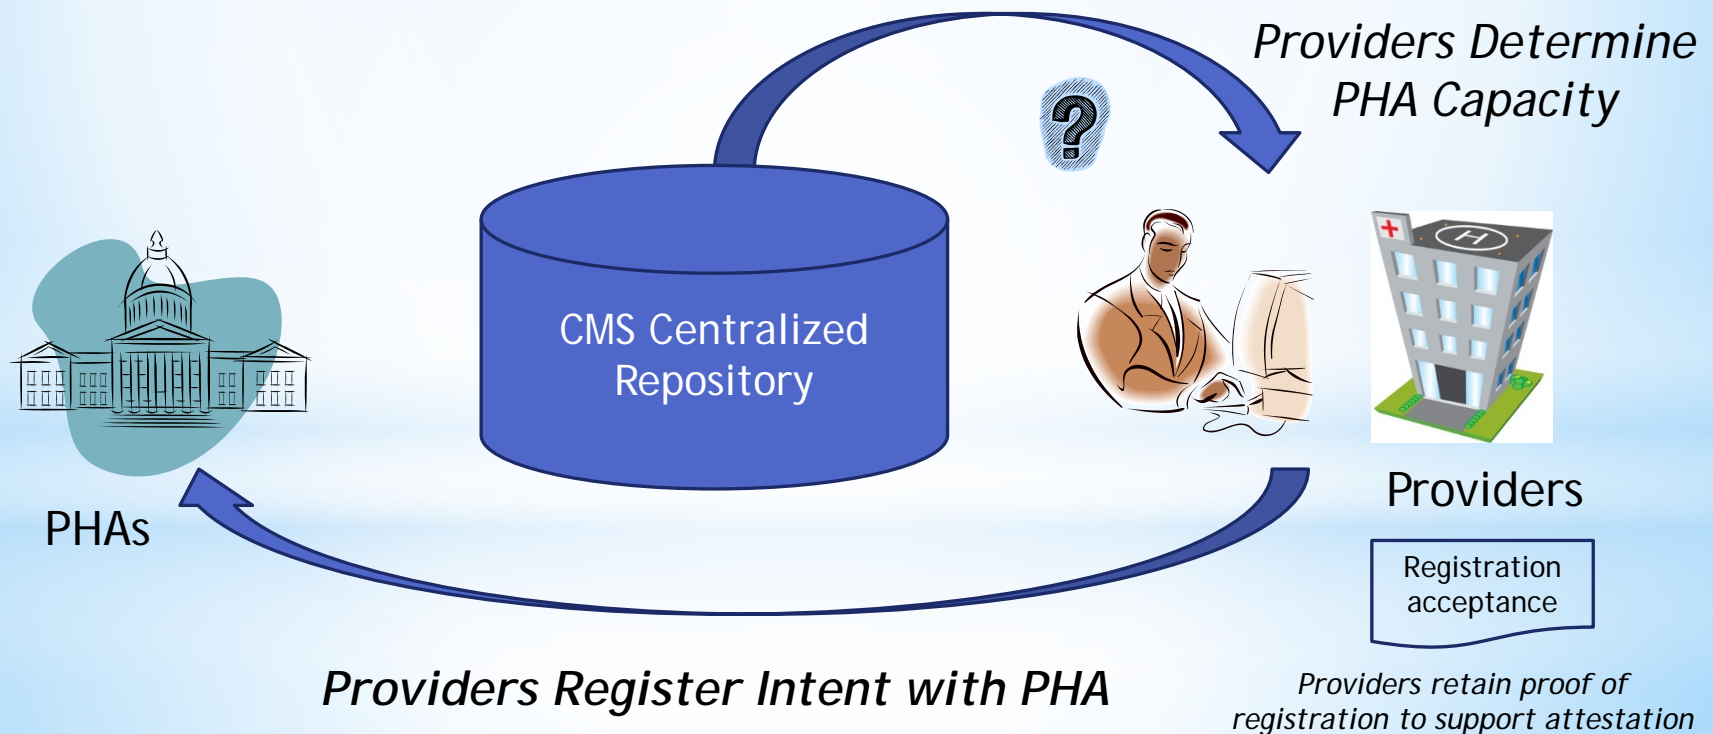 Providers Determine
PHA Capacity
?
H
CMS Centralized
Repository
PHAs
Providers
Registration
acceptance
Providers Register Intent with PHA
Providers retain proof of
registration to support attestation